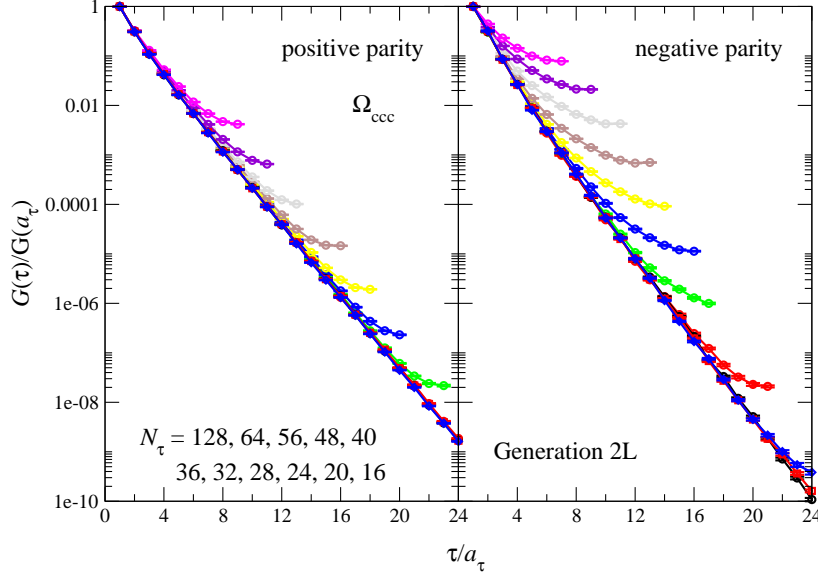 positive parity
negative parity
Ω_ccc
G(τ)/G(a_τ)
1
0.01
0.0001
1e-06
1e-08
1e-10
N_τ = 128, 64, 56, 48, 40
36, 32, 28, 24, 20, 16
Generation 2L
0 4 8 12 16 20 24 4 8 12 16 20 24
τ/a_τ